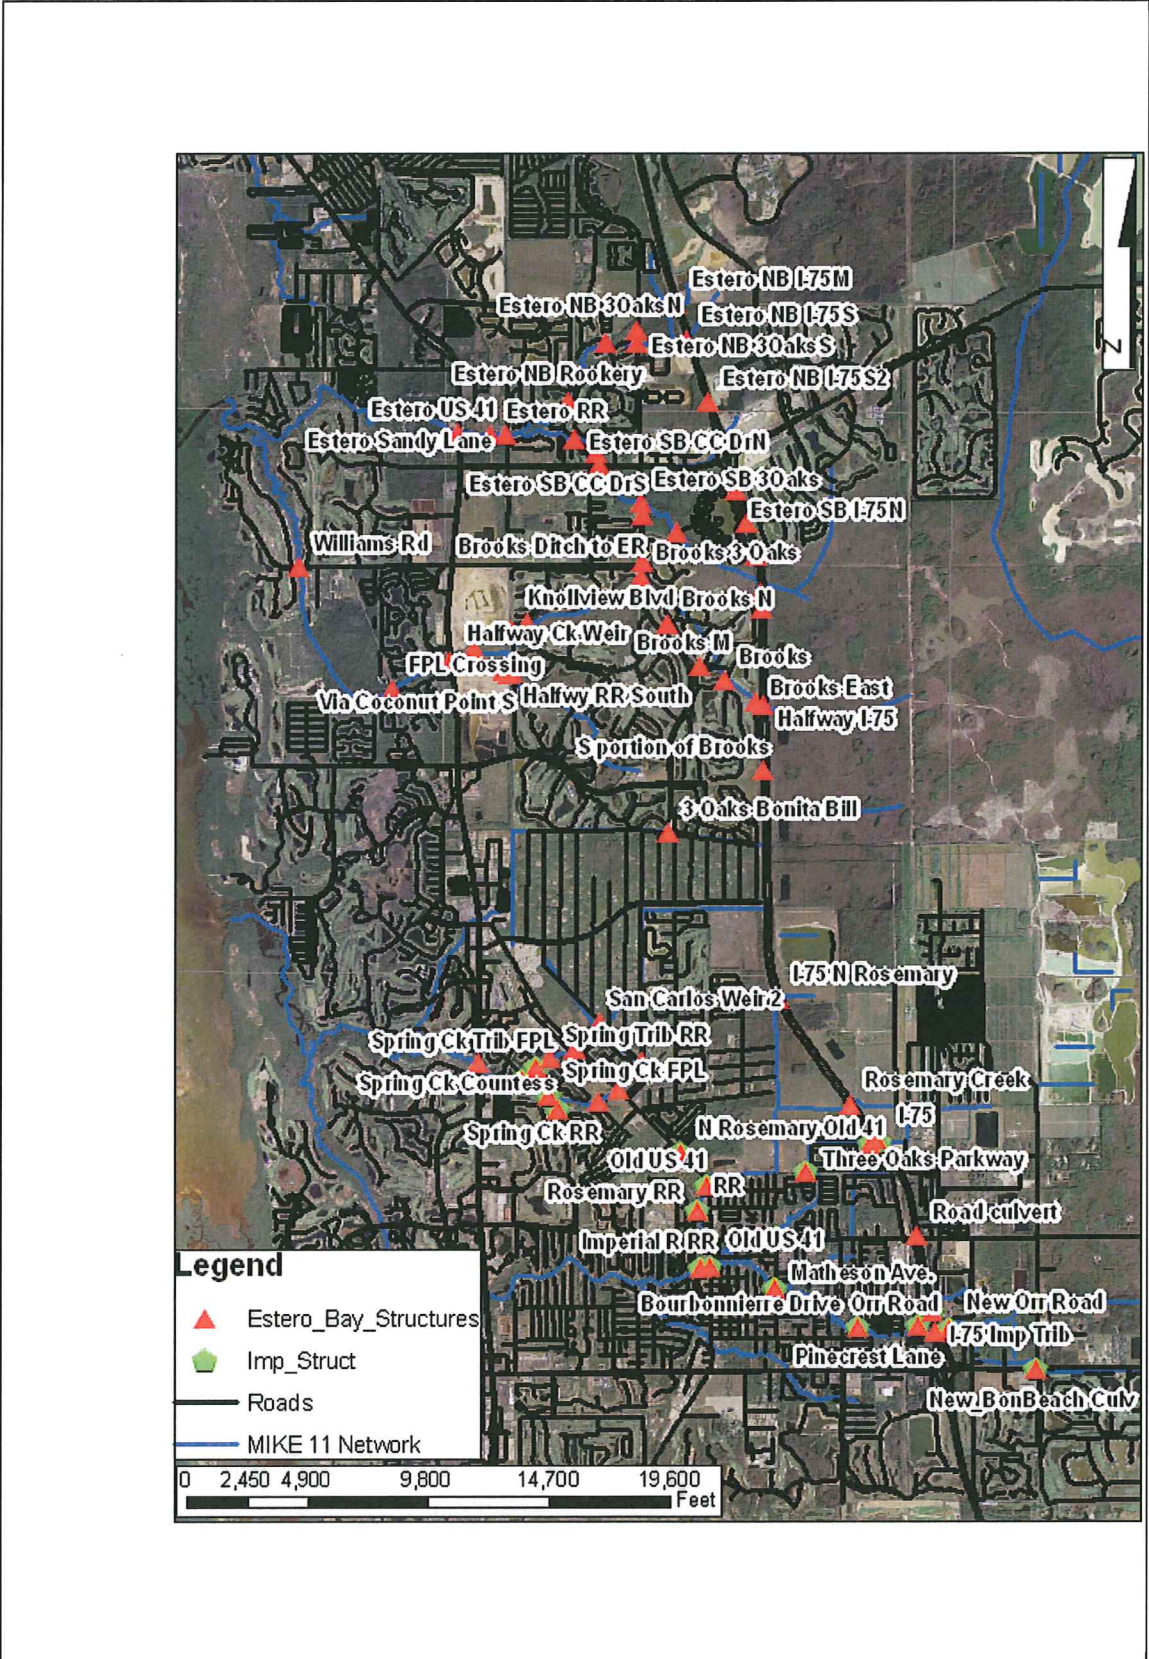 Estero NB I-75 M
Estero NB 3Oaks N
Estero NB I-75 S
Estero NB 3Oaks S
Z
Estero NB Rookery
Estero NB I-75 S2
Estero US 41
Estero RR
Estero Sandy Lane
Estero SB CC Dr N
Estero SB CC Dr S
Estero SB 3Oaks
Estero SB I-75 N
Williams Rd
Brooks Ditch to ER
Brooks 3 Oaks
Knollview Blvd
Brooks N
Halfway Ck Weir
Brooks M
FPL Crossing
Brooks
Via Coconut Point S
Halfwy RR South
Brooks East
Halfway I-75
S portion of Brooks
3 Oaks Bonita Bill
I-75 N Rosemary
San Carlos Weir 2
Spring Ck Trib FPL
Spring Trib RR
Spring Ck Countess
Spring Ck FPL
Rosemary Creek
I-75
Spring Ck RR
N Rosemary Old 41
Old US 41
Three Oaks Parkway
Rosemary RR
RR
Road culvert
Imperial R RR
Old US 41
Matheson Ave.
Bourbonnierre Drive
Orr Road
New Orr Road
I-75 Imp Trib
Pinecrest Lane
New_BonBeach Culv
Legend
Estero_Bay_Structures
Imp_Struct
Roads
MIKE 11 Network
0 2,450 4,900 9,800 14,700 19,600
Feet